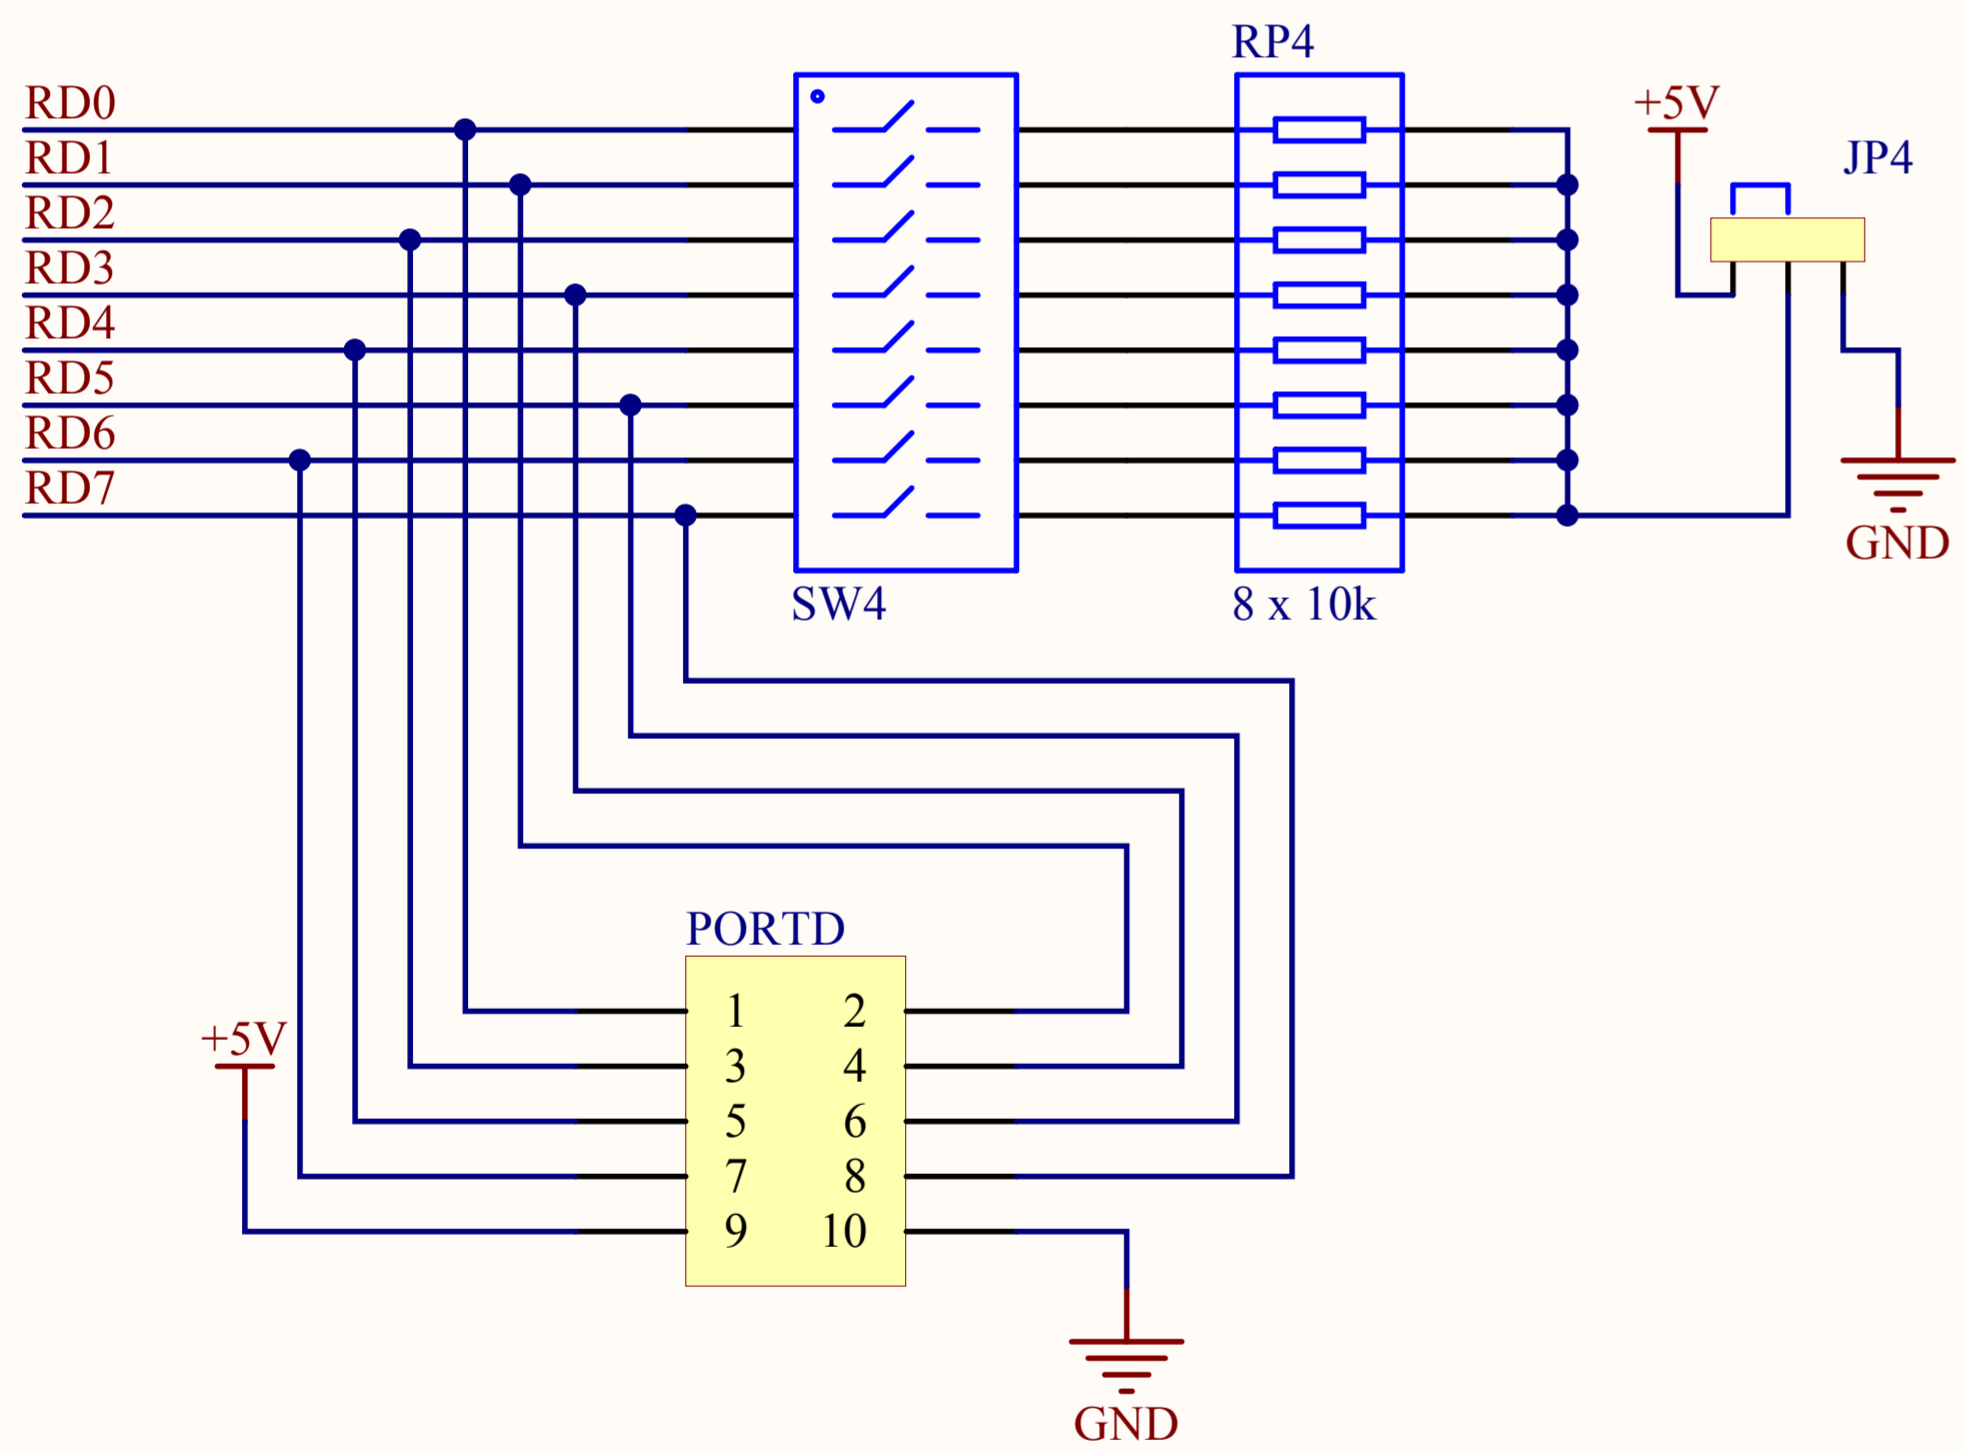 RP4
RD0
+5V
RD1
JP4
RD2
RD3
RD4
RD5
RD6
RD7
GND
SW4
8 x 10k
PORTD
1 2
+5V
3 4
5 6
7 8
9 10
GND